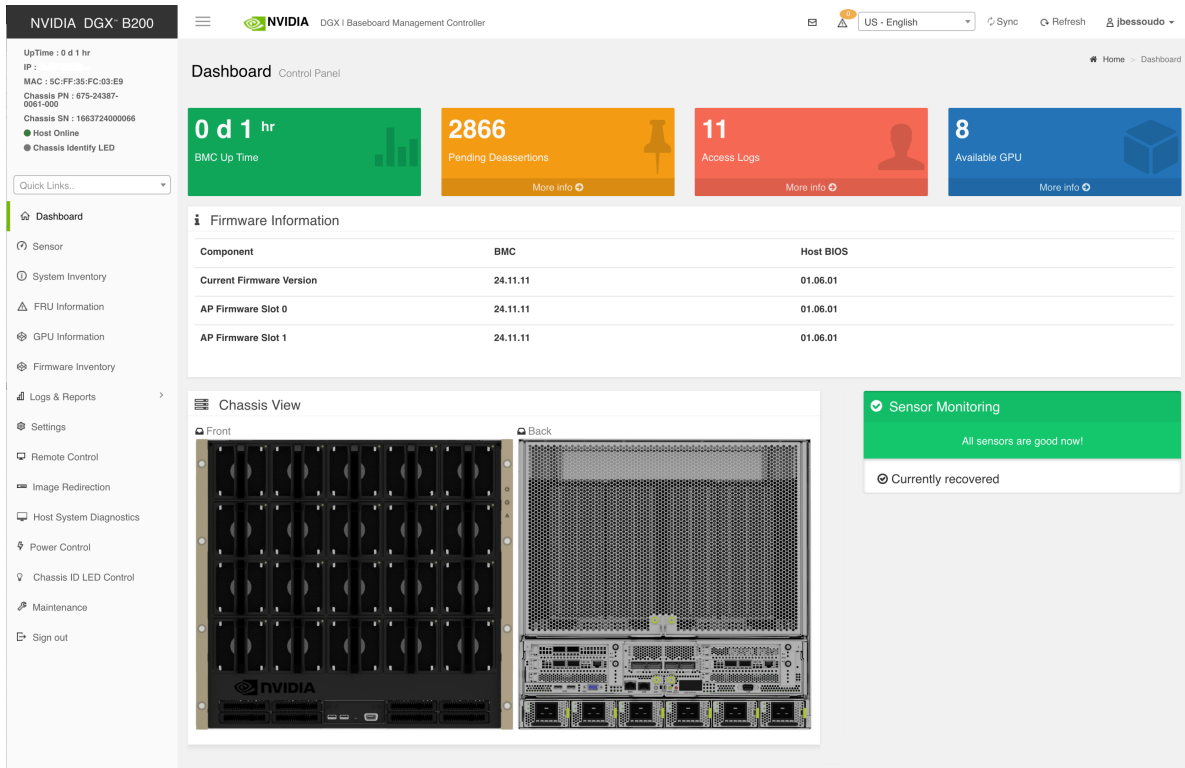 NVIDIA DGX™ B200
NVIDIA DGX | Baseboard Management Controller
0
US - English
Sync
Refresh
jbessoudo
UpTime : 0 d 1 hr
IP :
MAC : 5C:FF:35:FC:03:E9
Chassis PN : 675-24387-
0061-000
Chassis SN : 1663724000066
Host Online
Chassis Identify LED
Quick Links..
Dashboard
Sensor
System Inventory
FRU Information
GPU Information
Firmware Inventory
Logs & Reports
Settings
Remote Control
Image Redirection
Host System Diagnostics
Power Control
Chassis ID LED Control
Maintenance
Sign out
Dashboard Control Panel
Home > Dashboard
0 d 1 hr
BMC Up Time
2866
Pending Deassertions
More info
11
Access Logs
More info
8
Available GPU
More info
Firmware Information
Component BMC Host BIOS
Current Firmware Version 24.11.11 01.06.01
AP Firmware Slot 0 24.11.11 01.06.01
AP Firmware Slot 1 24.11.11 01.06.01
Chassis View
Front
Back
NVIDIA
Sensor Monitoring
All sensors are good now!
Currently recovered